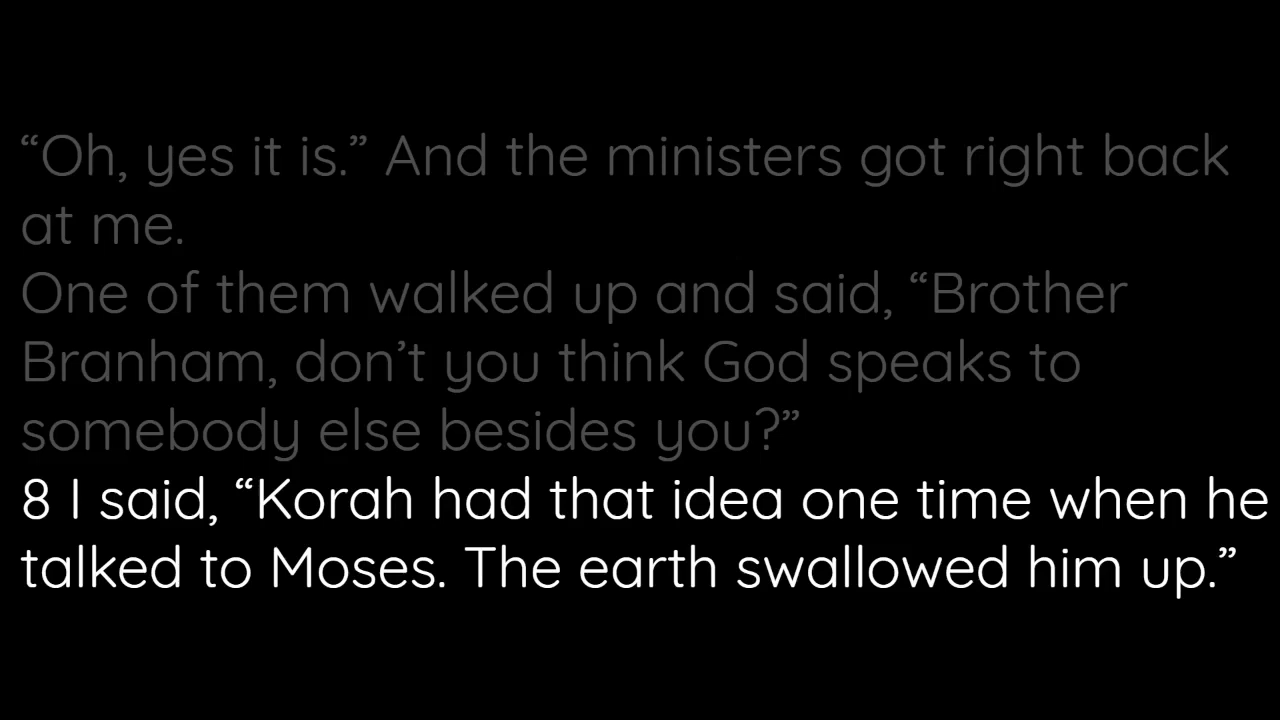 “Oh, yes it is.” And the ministers got right back
at me.
One of them walked up and said, “Brother
Branham, don’t you think God speaks to
somebody else besides you?”
8 I said, “Korah had that idea one time when he
talked to Moses. The earth swallowed him up.”